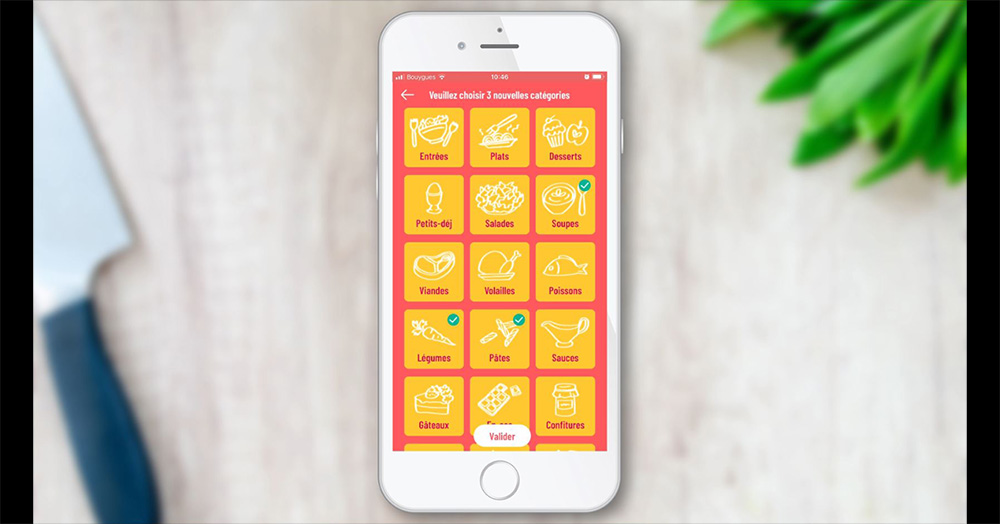 Bouygues 10:46
Veuillez choisir 3 nouvelles catégories
Entrées Plats Desserts
Petits-déj Salades Soupes
Viandes Volailles Poissons
Légumes Pâtes Sauces
Gâteaux Confitures
Valider